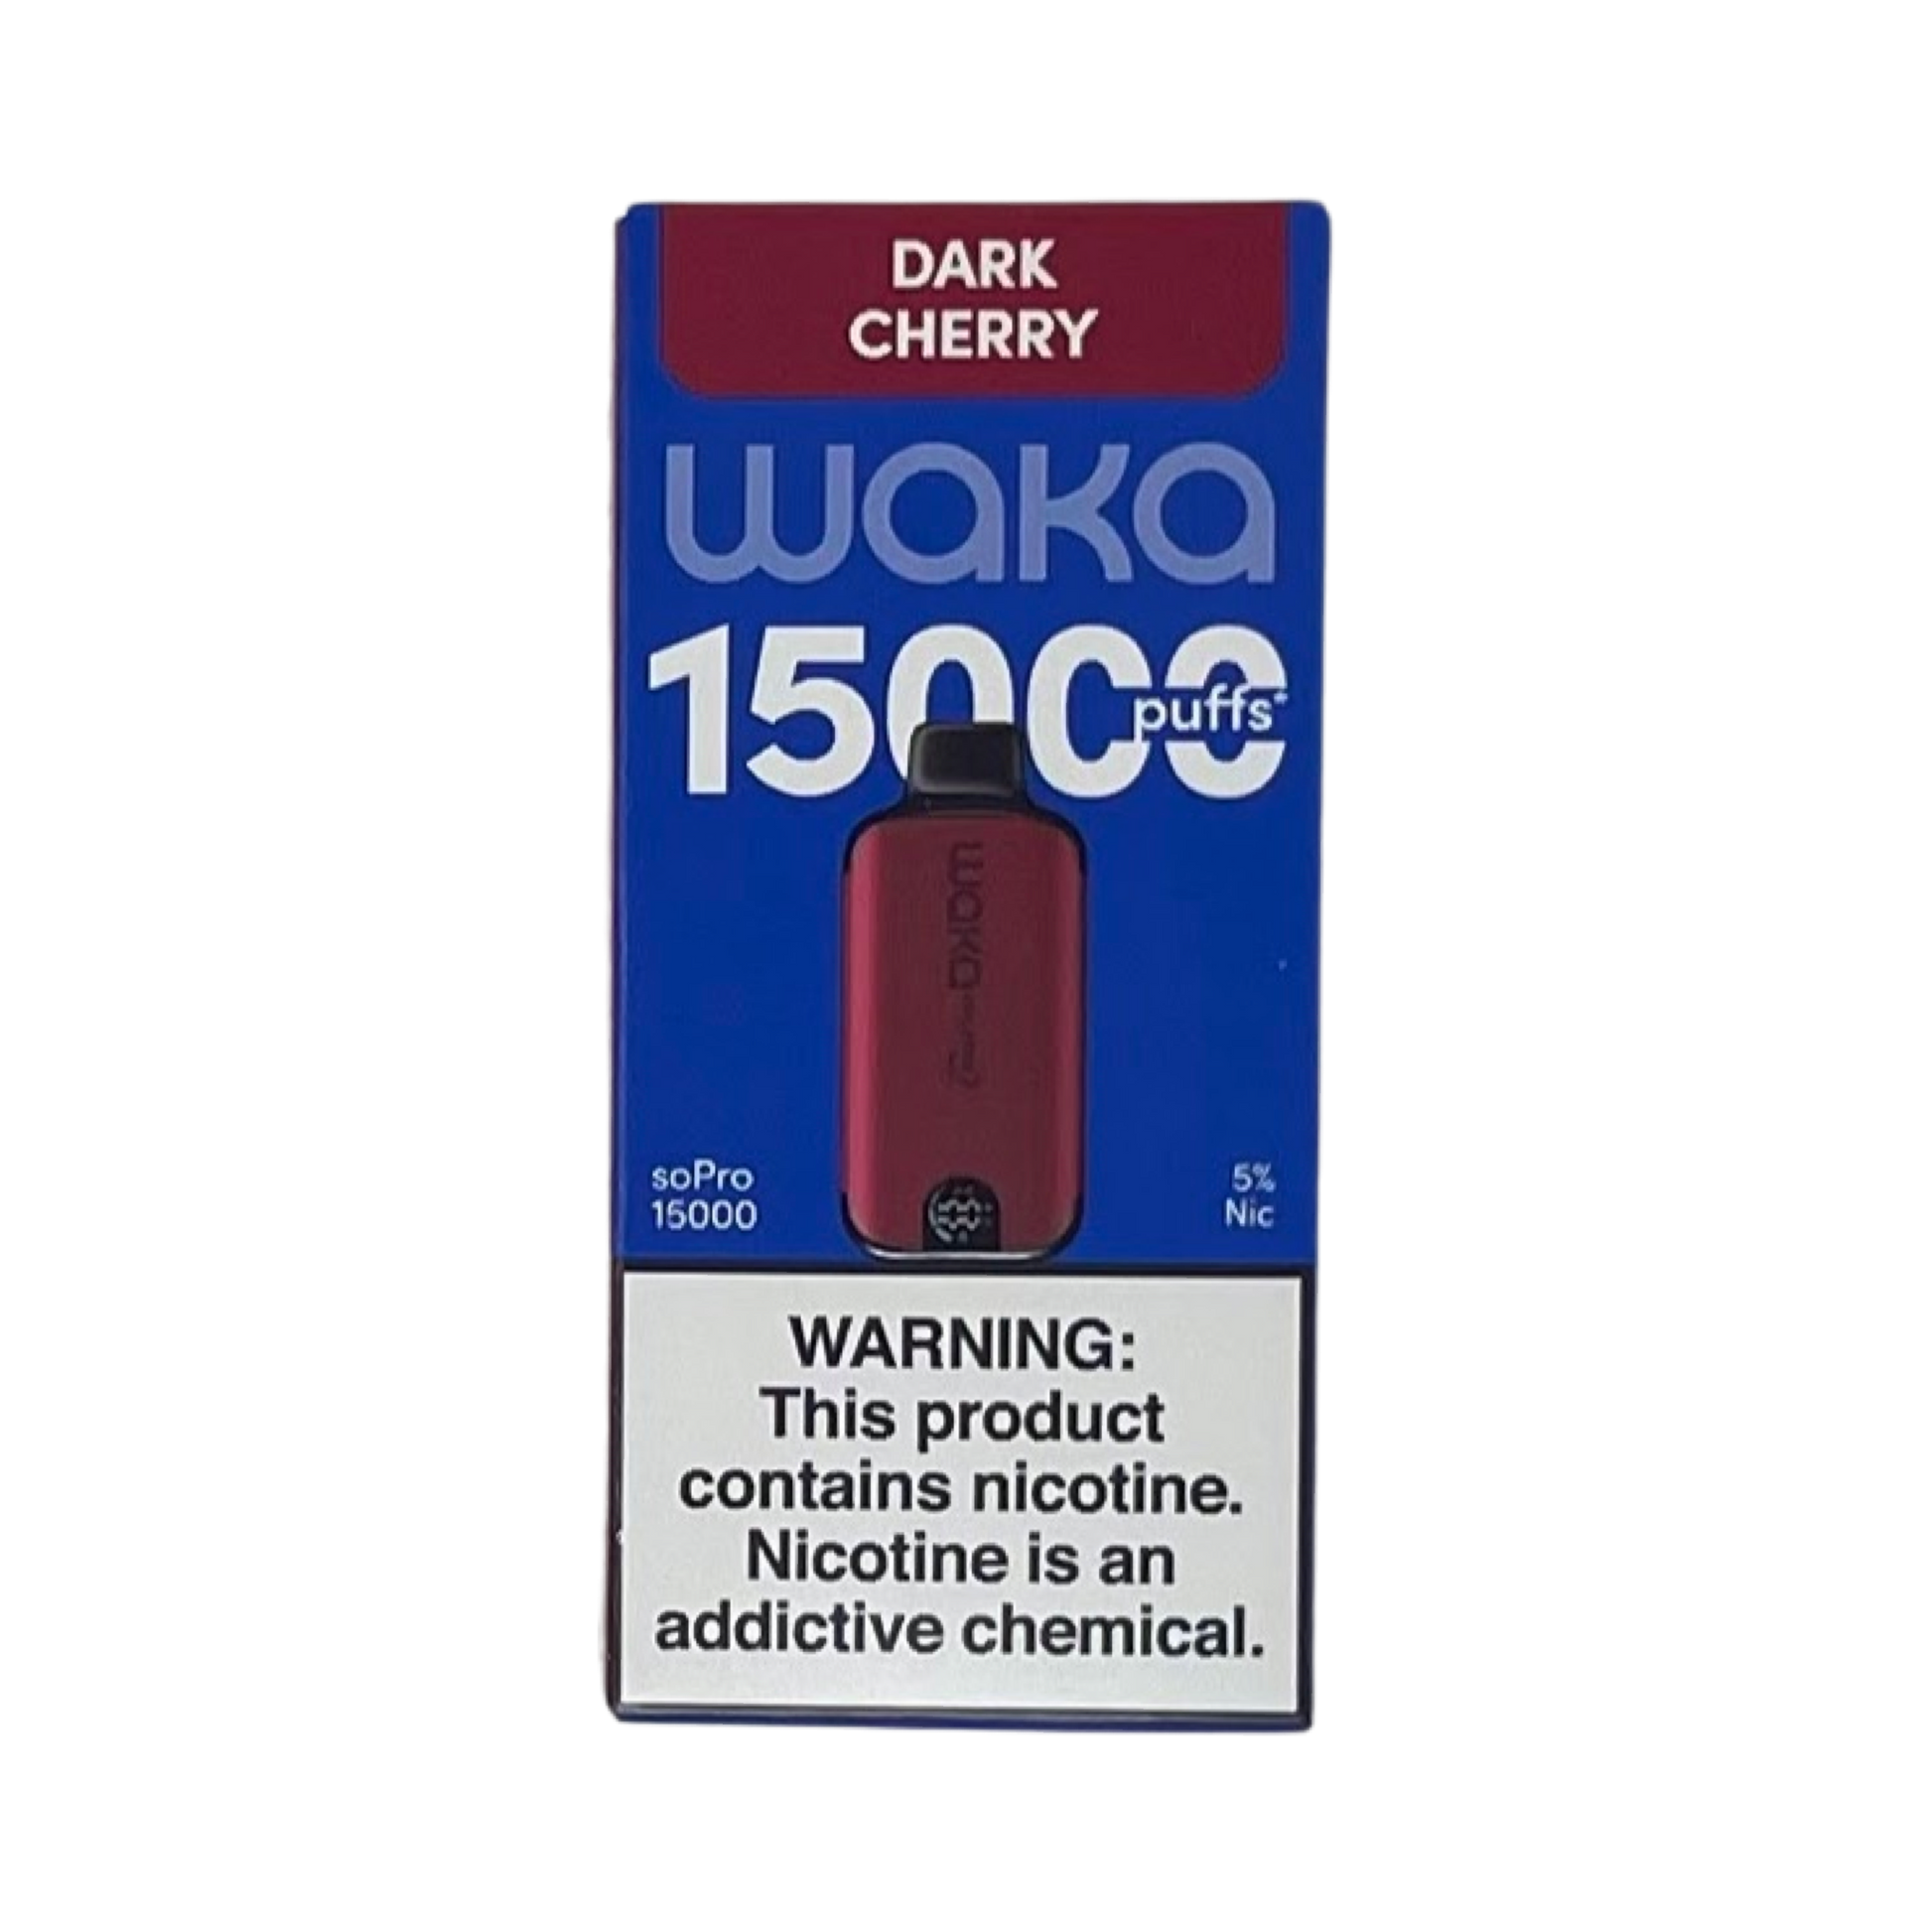 DARK
CHERRY
waka
15000
puffs*
waka
soPro
15000
5%
Nic
WARNING:
This product
contains nicotine.
Nicotine is an
addictive chemical.